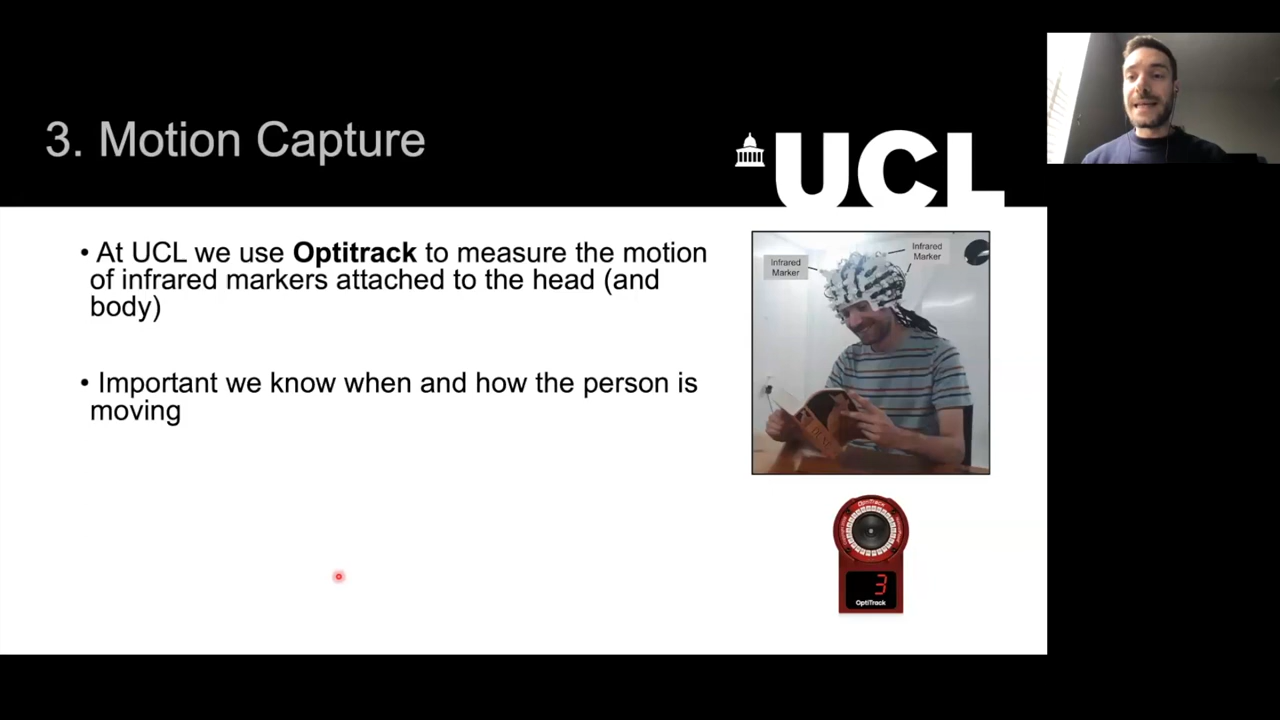 3. Motion Capture
UCL
• At UCL we use Optitrack to measure the motion
of infrared markers attached to the head (and
body)
• Important we know when and how the person is
moving
Infrared
Marker
Infrared
Marker
OptiTrack
3
OptiTrack